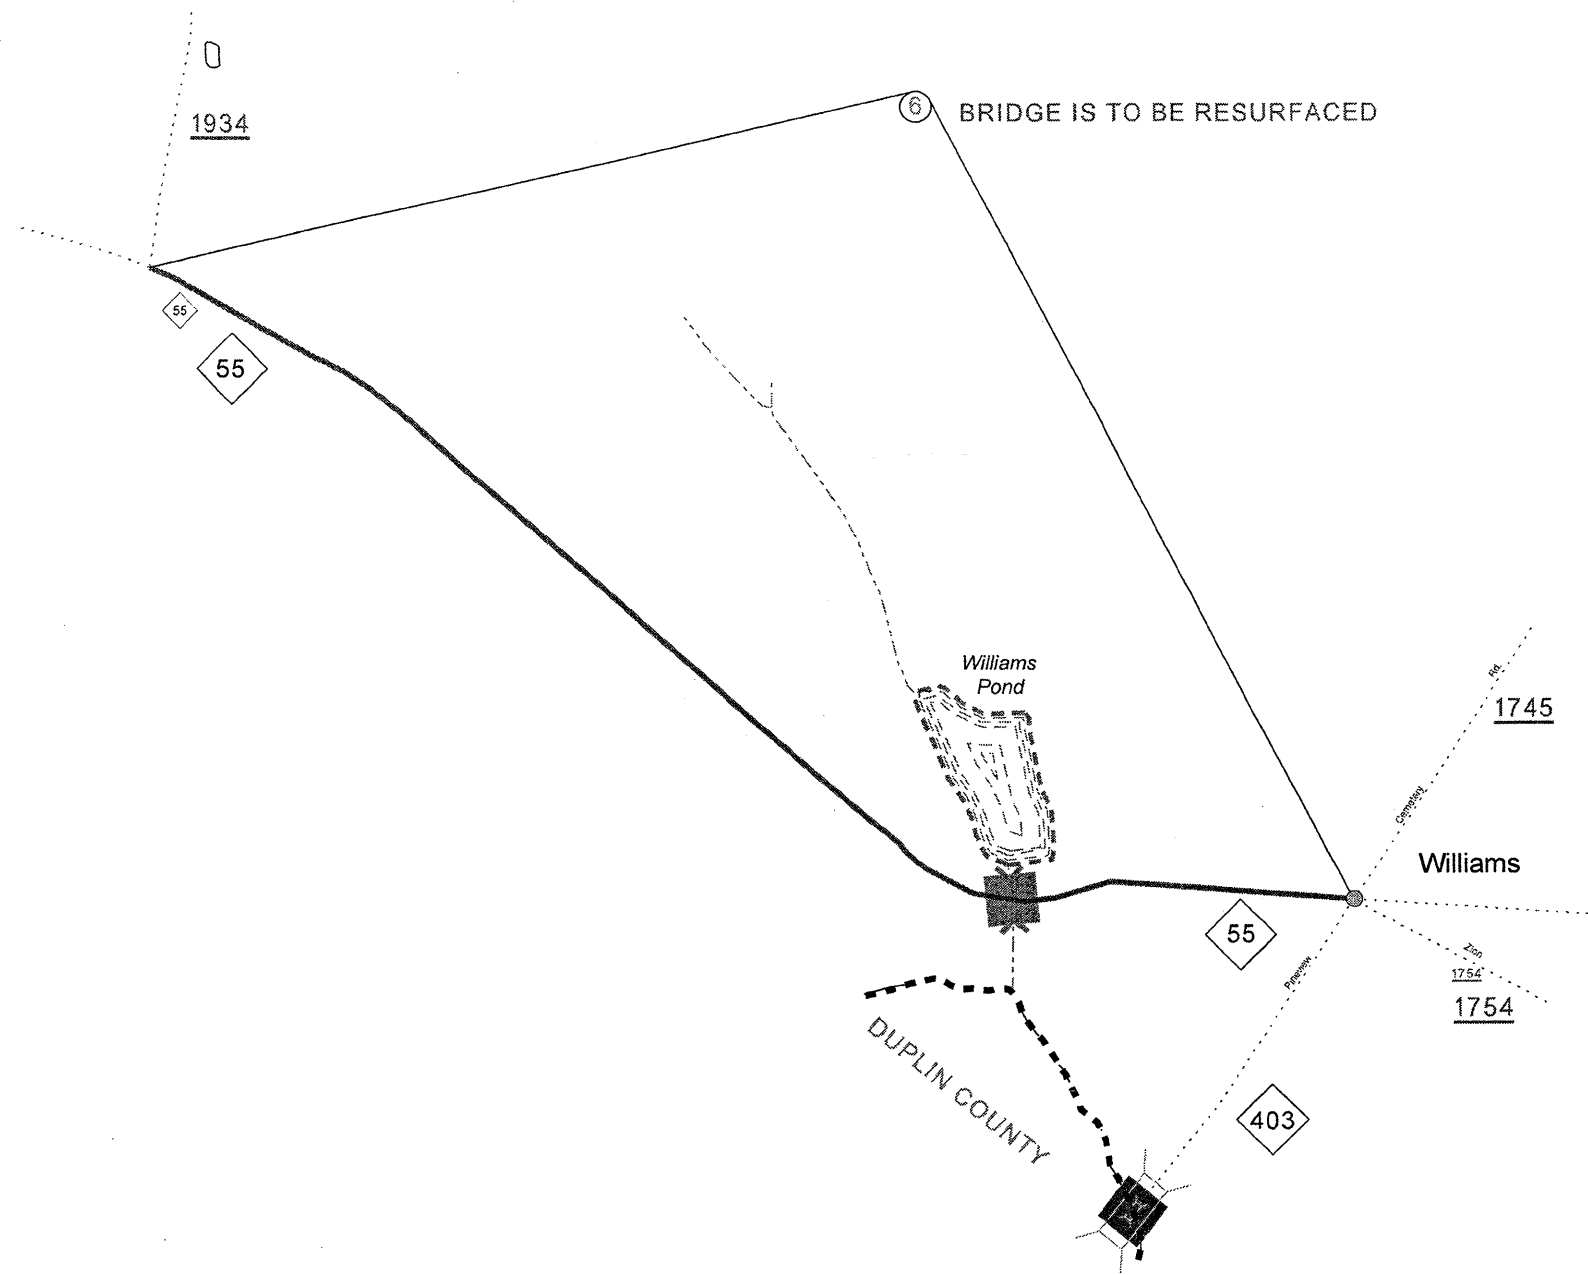 1934
6
BRIDGE IS TO BE RESURFACED
55
55
Williams
Pond
Rd.
1745
Cemetery
Williams
55
Zion
1754
1754
Pineview
DUPLIN COUNTY
403